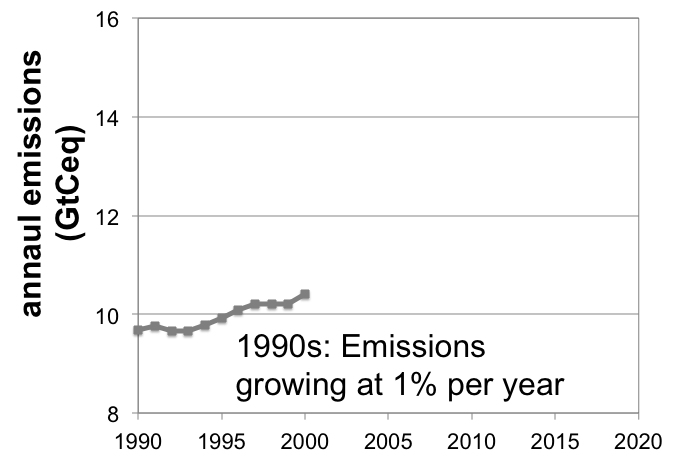 16
14
12
10
8
annaul emissions
(GtCeq)
1990s: Emissions
growing at 1% per year
1990 1995 2000 2005 2010 2015 2020